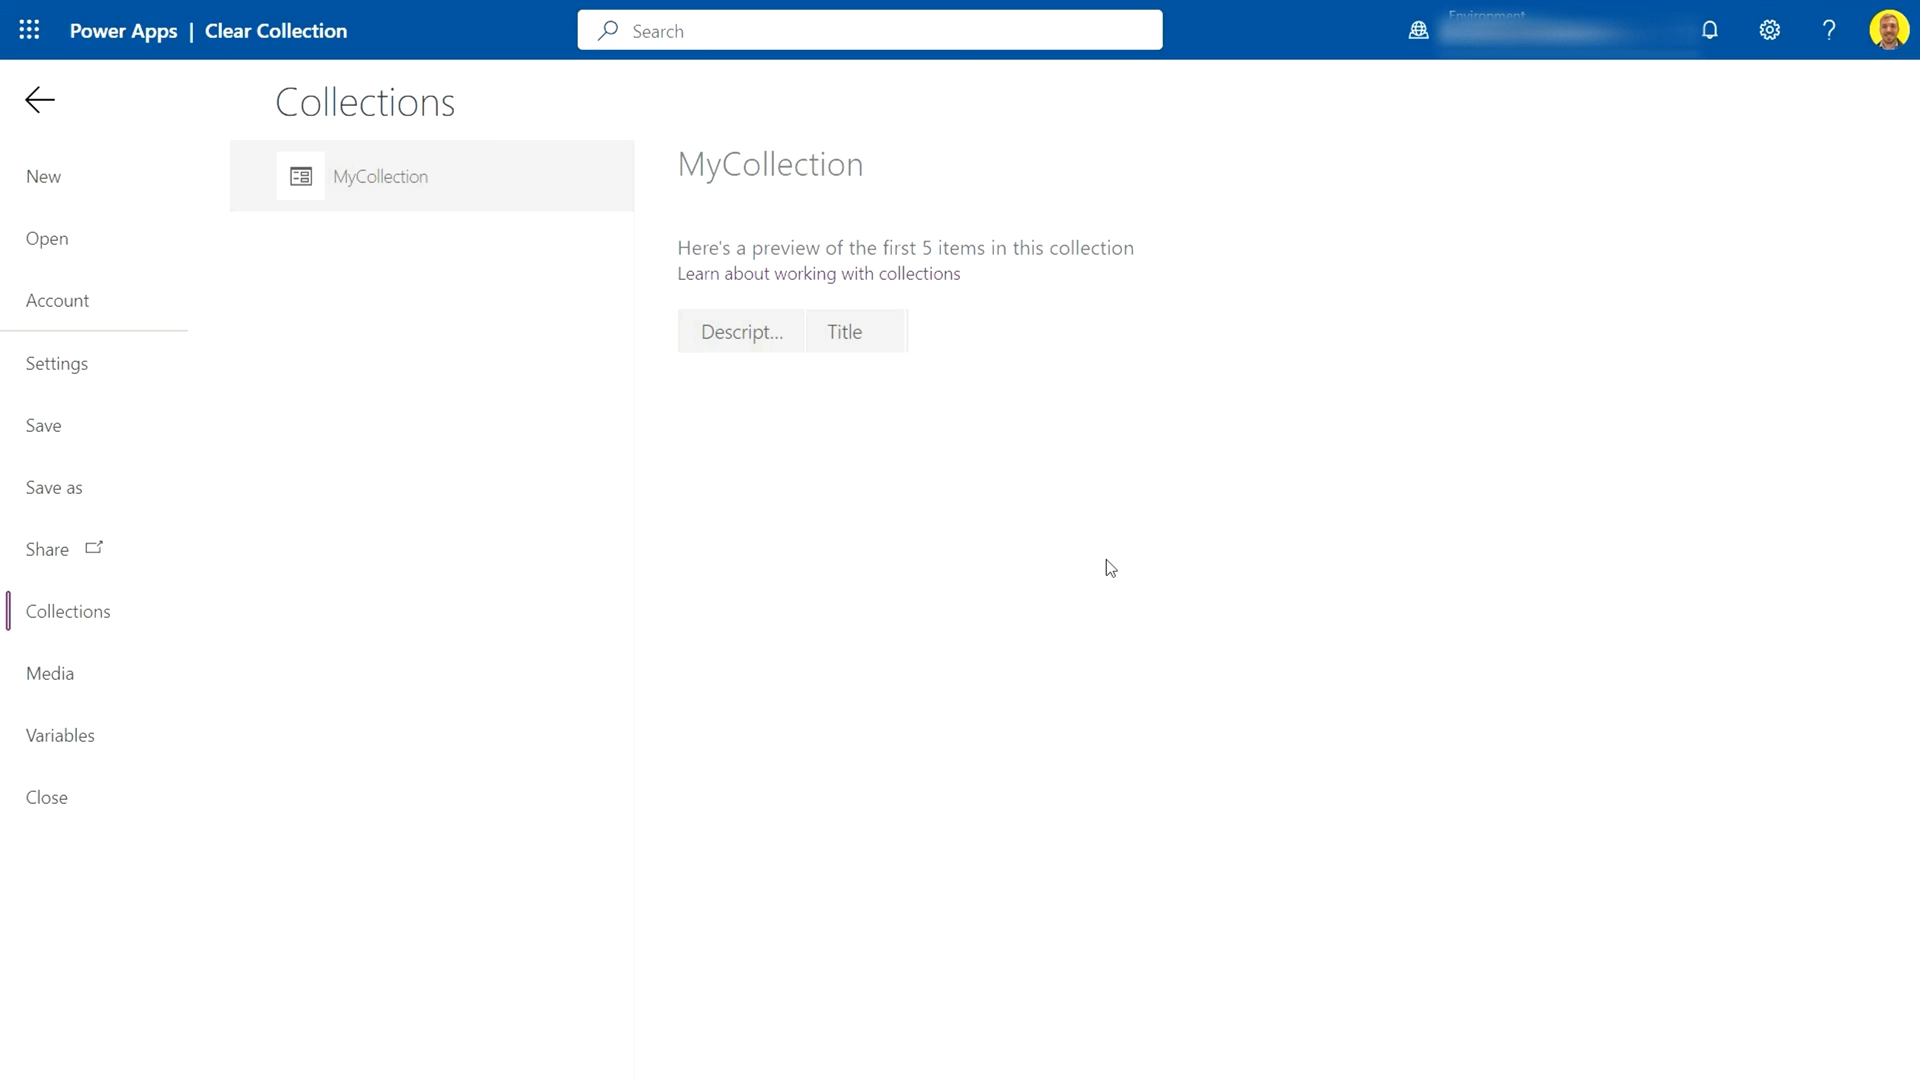 Power Apps | Clear Collection
Search
Environment
Collections
New
Open
Account
Settings
Save
Save as
Share
Collections
Media
Variables
Close
MyCollection
MyCollection
Here's a preview of the first 5 items in this collection
Learn about working with collections
Descript... Title